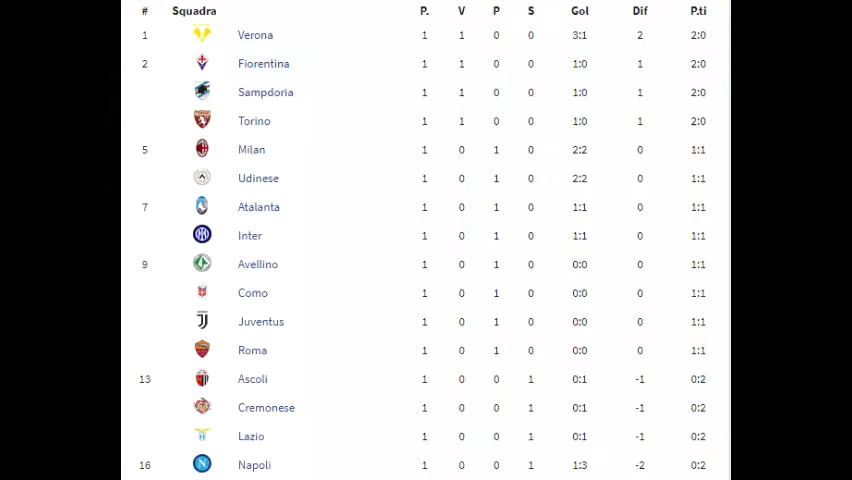 # Squadra P. V P S Gol Dif P.ti
1 Verona 1 1 0 0 3:1 2 2:0
2 Fiorentina 1 1 0 0 1:0 1 2:0
Sampdoria 1 1 0 0 1:0 1 2:0
Torino 1 1 0 0 1:0 1 2:0
5 Milan 1 0 1 0 2:2 0 1:1
Udinese 1 0 1 0 2:2 0 1:1
7 Atalanta 1 0 1 0 1:1 0 1:1
Inter 1 0 1 0 1:1 0 1:1
9 Avellino 1 0 1 0 0:0 0 1:1
Como 1 0 1 0 0:0 0 1:1
Juventus 1 0 1 0 0:0 0 1:1
Roma 1 0 1 0 0:0 0 1:1
13 Ascoli 1 0 0 1 0:1 -1 0:2
Cremonese 1 0 0 1 0:1 -1 0:2
Lazio 1 0 0 1 0:1 -1 0:2
16 Napoli 1 0 0 1 1:3 -2 0:2